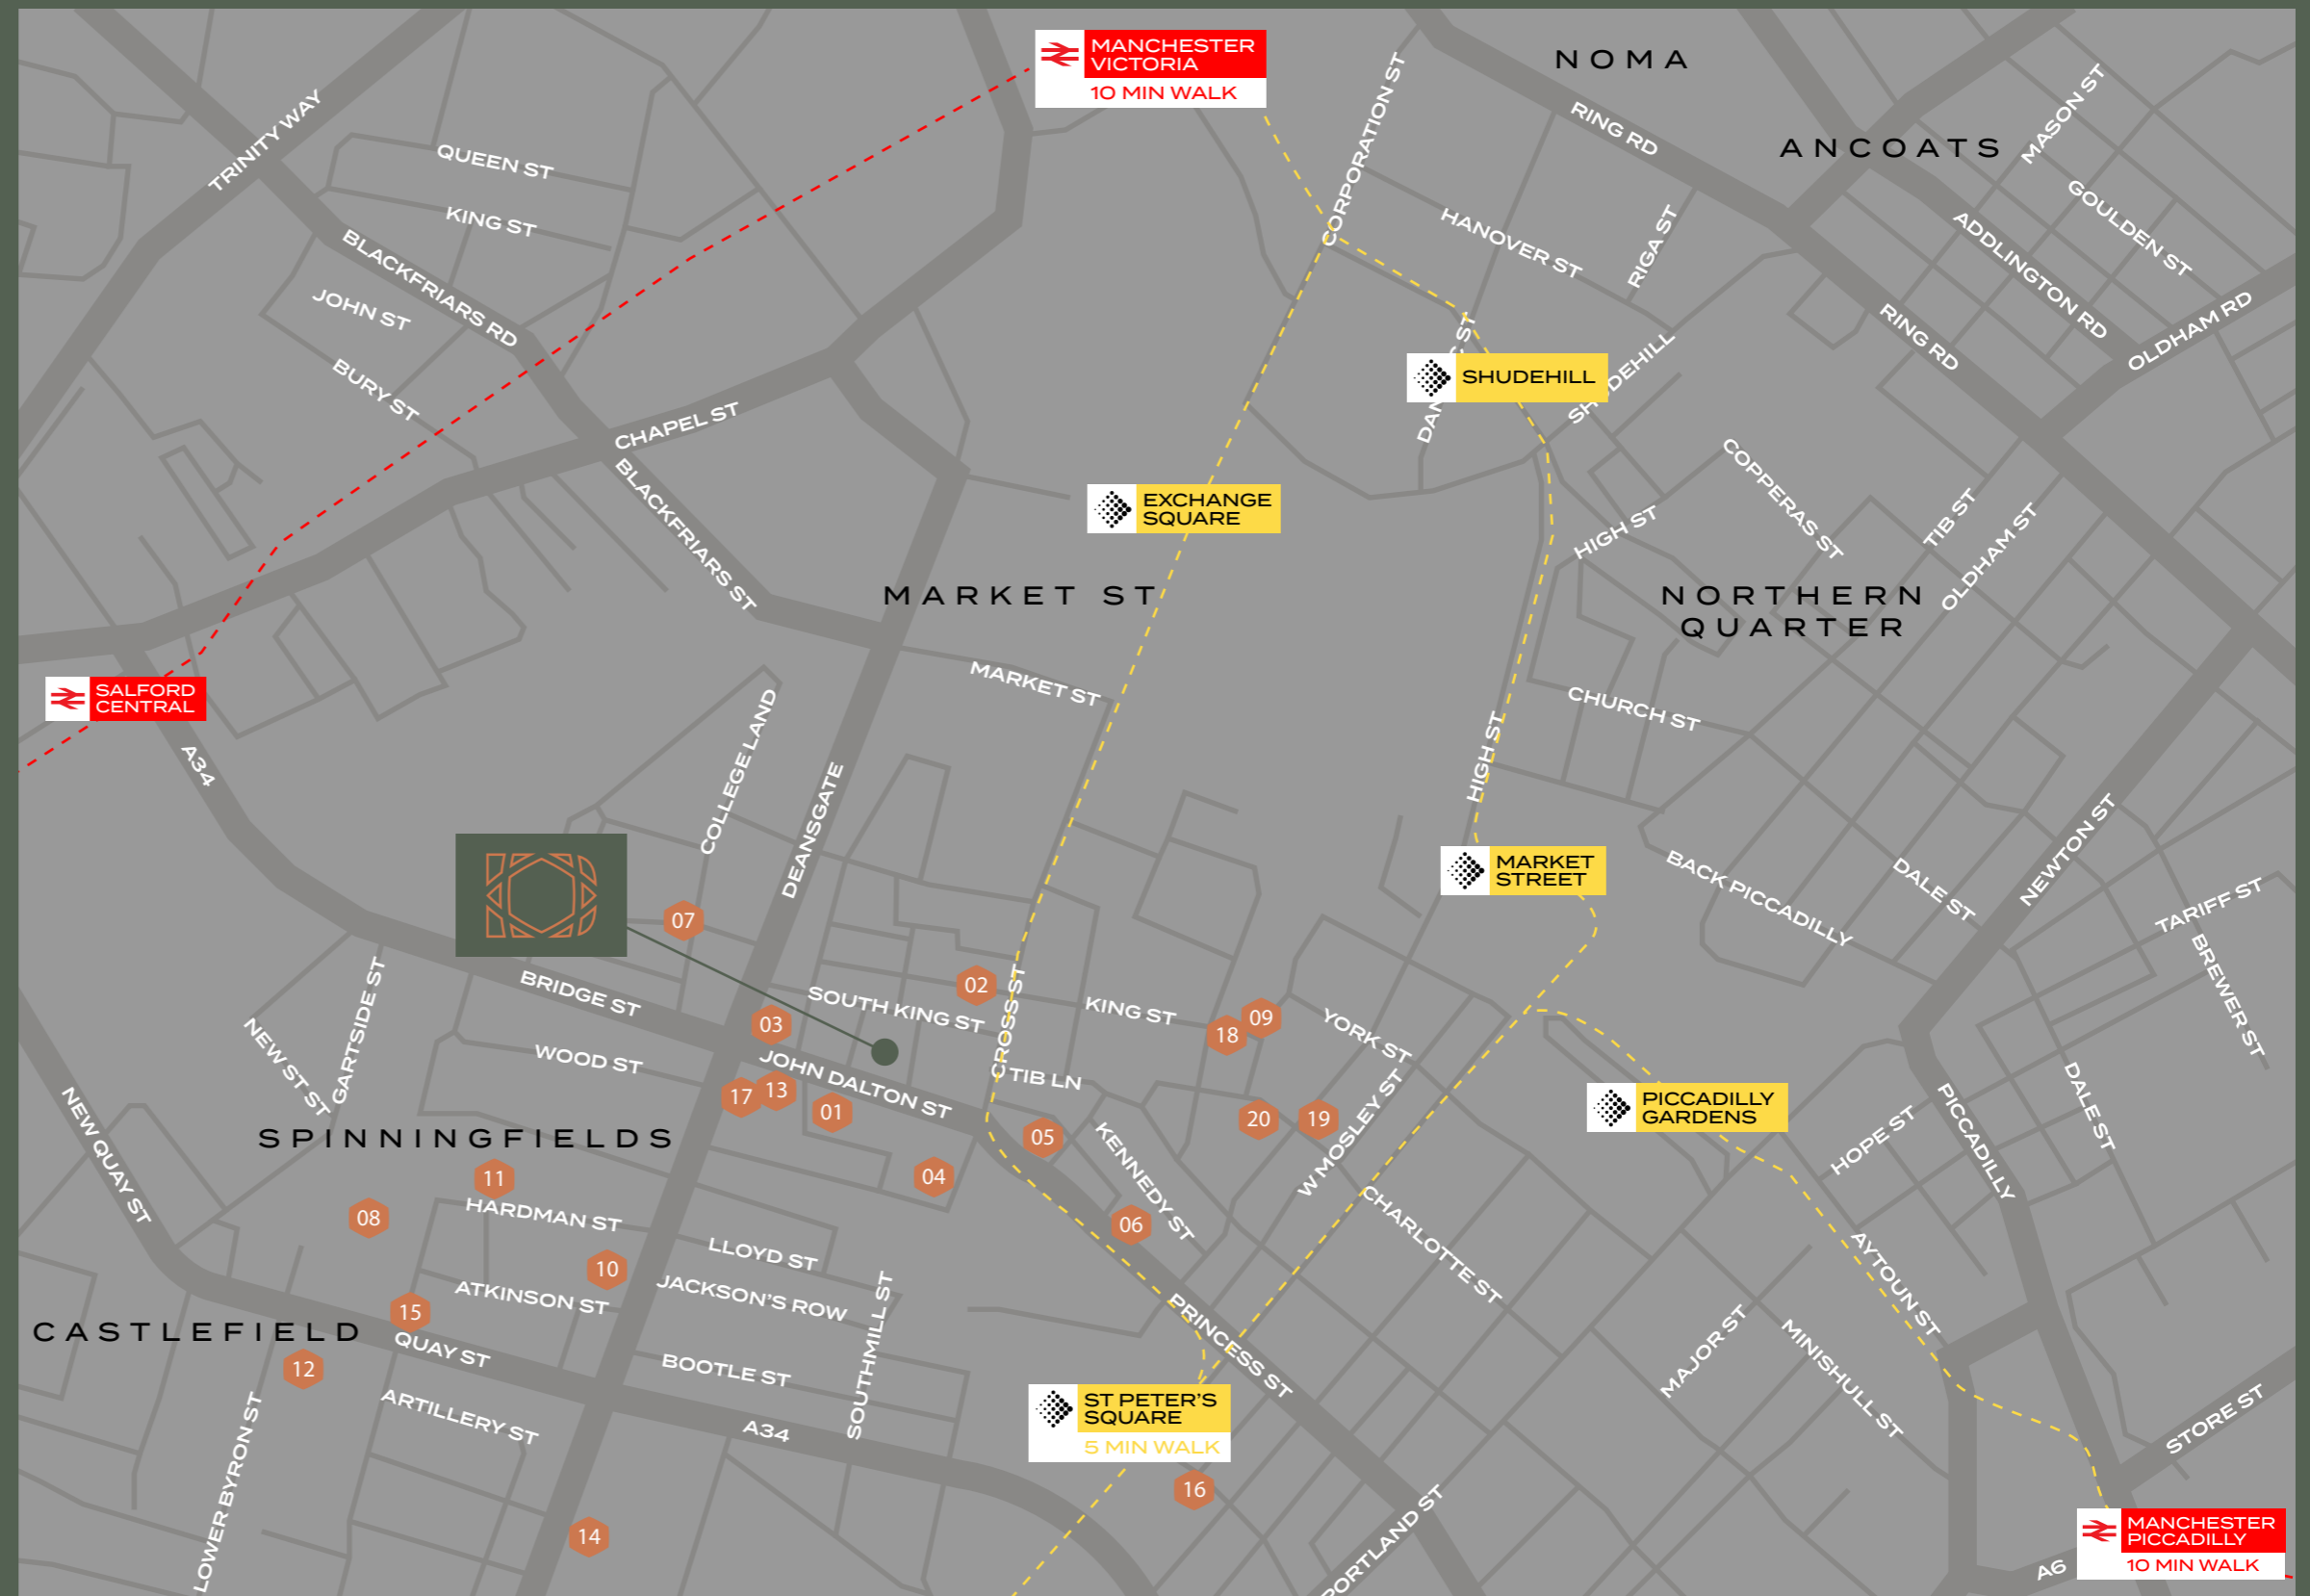 MANCHESTER
VICTORIA
10 MIN WALK
NOMA
CORPORATION ST
RING RD
ANCOATS
MASON ST
TRINITY WAY
QUEEN ST
KING ST
BLACKFRIARS RD
JOHN ST
BURY ST
HANOVER ST
RIGA ST
GOULDEN ST
ADDLINGTON RD
RING RD
OLDHAM RD
SHUDEHILL
SHUDEHILL
CHAPEL ST
BLACKFRIARS ST
EXCHANGE
SQUARE
HIGH ST
COPPERAS ST
TIB ST
OLDHAM ST
MARKET ST
NORTHERN
QUARTER
SALFORD
CENTRAL
A34
COLLEGE LAND
DEANSGATE
MARKET ST
CHURCH ST
HIGH ST
MARKET
STREET
BACK PICCADILLY
DALE ST
NEWTON ST
TARIFF ST
BREWER ST
07
BRIDGE ST
GARTSIDE ST
NEW ST ST
WOOD ST
03
SOUTH KING ST
02
CROSS ST
KING ST
18
09
YORK ST
JOHN DALTON ST
TIB LN
17
13
01
05
04
KENNEDY ST
06
20
19
W MOSLEY ST
PICCADILLY
GARDENS
HOPE ST
PICCADILLY
DALE ST
NEW QUAY ST
SPINNINGFIELDS
11
08
HARDMAN ST
10
LLOYD ST
ATKINSON ST
JACKSON'S ROW
15
CASTLEFIELD
12
QUAY ST
BOOTLE ST
SOUTHMILL ST
ARTILLERY ST
A34
LOWER BYRON ST
14
CHARLOTTE ST
PRINCESS ST
AYTOUN ST
MAJOR ST
MINISHULL ST
ST PETER'S
SQUARE
5 MIN WALK
16
PORTLAND ST
STORE ST
MANCHESTER
PICCADILLY
10 MIN WALK
A6